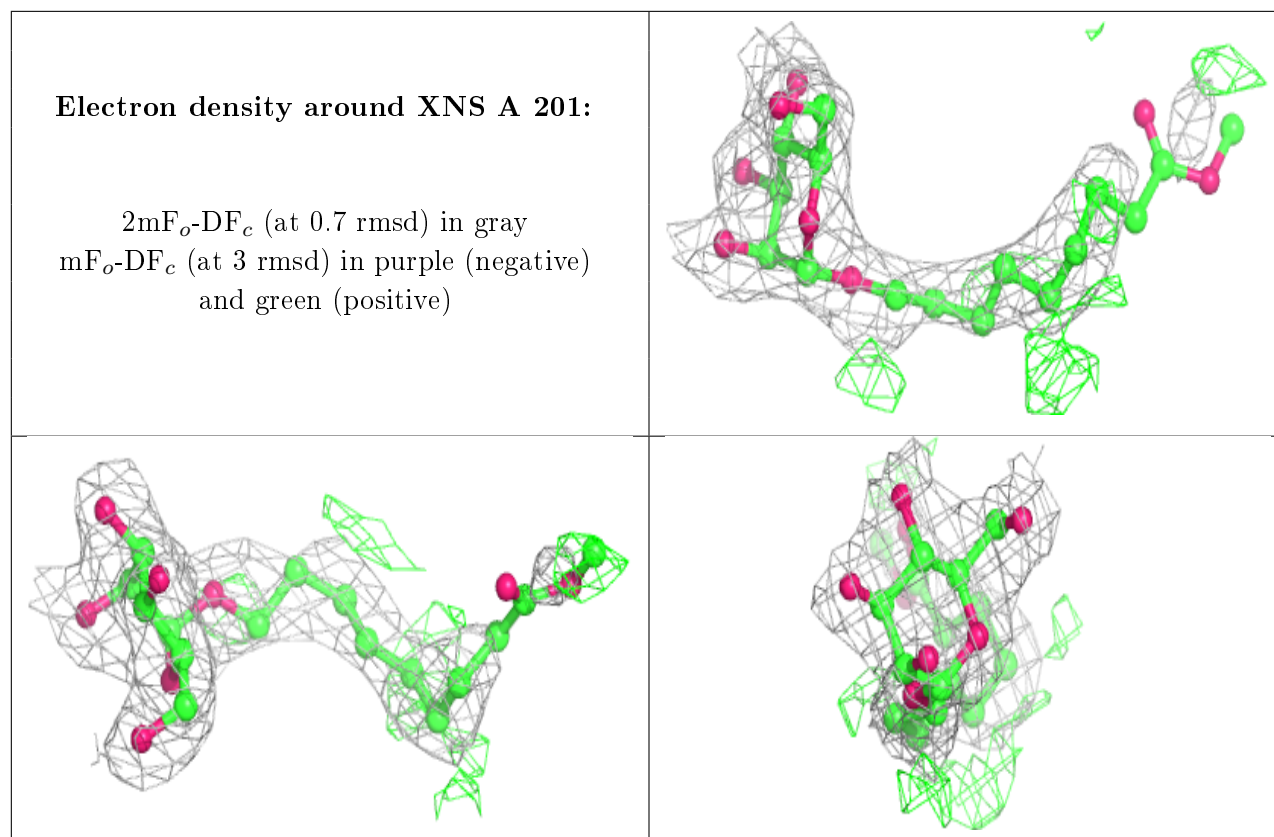 Electron density around XNS A 201:
2mFo-DFc (at 0.7 rmsd) in gray
mFo-DFc (at 3 rmsd) in purple (negative)
and green (positive)